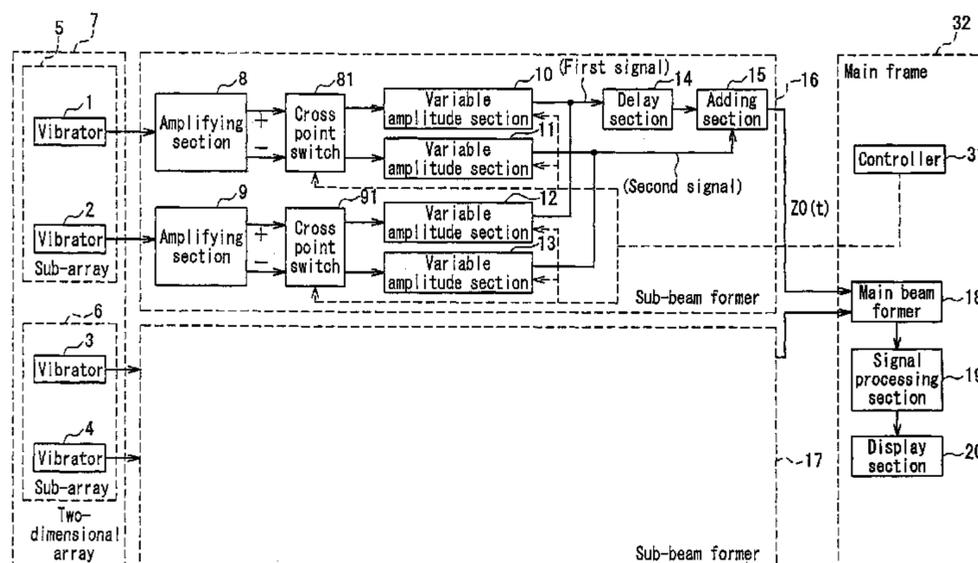 5
7
32
Main frame
8
81
10
(First signal)
14
15
16
1
Vibrator
Amplifying
section
+
−
Cross
point
switch
Variable
amplitude section
Delay
section
Adding
section
11
Variable
amplitude section
(Second signal)
Controller
2
Vibrator
Sub-array
9
Amplifying
section
+
−
91
Cross
point
switch
12
Variable
amplitude section
13
Variable
amplitude section
Z0(t)
Sub-beam former
Main beam
former
18
6
3
Vibrator
4
Vibrator
Sub-array
Two-
dimensional
array
17
Sub-beam former
Signal
processing
section
19
Display
section